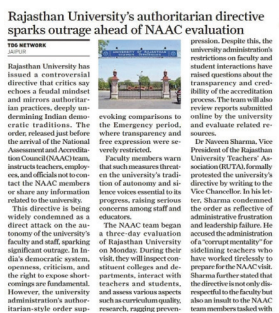 Rajasthan University's authoritarian directive
sparks outrage ahead of NAAC evaluation
TDG NETWORK
JAIPUR
Rajasthan University has
issued a controversial
directive that critics say
echoes a feudal mindset
and mirrors authoritar-
ian practices, deeply un-
dermining Indian demo-
cratic traditions. The
order, released just before
the arrival of the National
Assessment and Accredita-
tion Council (NAAC) team,
instructs teachers, employ-
ees, and officials not to con-
tact the NAAC members
or share any information
related to the university.
This directive is being
widely condemned as a
direct attack on the au-
tonomy of the university's
faculty and staff, sparking
significant outrage. In In-
dia's democratic system,
openness, criticism, and
the right to expose short-
comings are fundamental.
However, the university
administration's author-
itarian-style order sup-
evoking comparisons to
the Emergency period,
where transparency and
free expression were se-
verely restricted.
Faculty members warn
that such measures threat-
en the university's tradi-
tion of autonomy and si-
lence voices essential to its
progress, raising serious
concerns among staff and
educators.
The NAAC team began
a three-day evaluation
of Rajasthan University
on Monday. During their
visit, they will inspect con-
stituent colleges and de-
partments, interact with
teachers and students,
and assess various aspects
such as curriculum quality,
research, ragging preven-
pression. Despite this, the
university administration's
restrictions on faculty and
student interactions have
raised questions about the
transparency and cred-
ibility of the accreditation
process. The team will also
review reports submitted
online by the university
and evaluate related re-
sources.
Dr Naveen Sharma, Vice
President of the Rajasthan
University Teachers' As-
sociation (RUTA), formally
protested the university's
directive by writing to the
Vice Chancellor. In his let-
ter, Sharma condemned
the order as reflective of
administrative frustration
and leadership failure. He
accused the administration
of a "corrupt mentality" for
sidelining teachers who
have worked tirelessly to
prepare for the NAAC visit.
Sharma further stated that
the directive is not only dis-
respectful to the faculty but
also an insult to the NAAC
team members tasked with